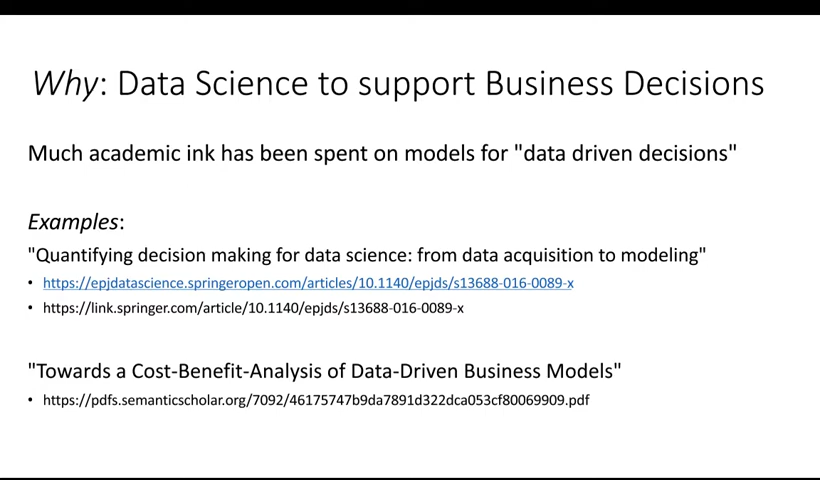 Why: Data Science to support Business Decisions
Much academic ink has been spent on models for "data driven decisions"
Examples:
"Quantifying decision making for data science: from data acquisition to modeling"
• https://epjdatascience.springeropen.com/articles/10.1140/epjds/s13688-016-0089-x
• https://link.springer.com/article/10.1140/epjds/s13688-016-0089-x
"Towards a Cost-Benefit-Analysis of Data-Driven Business Models"
• https://pdfs.semanticscholar.org/7092/46175747b9da7891d322dca053cf80069909.pdf